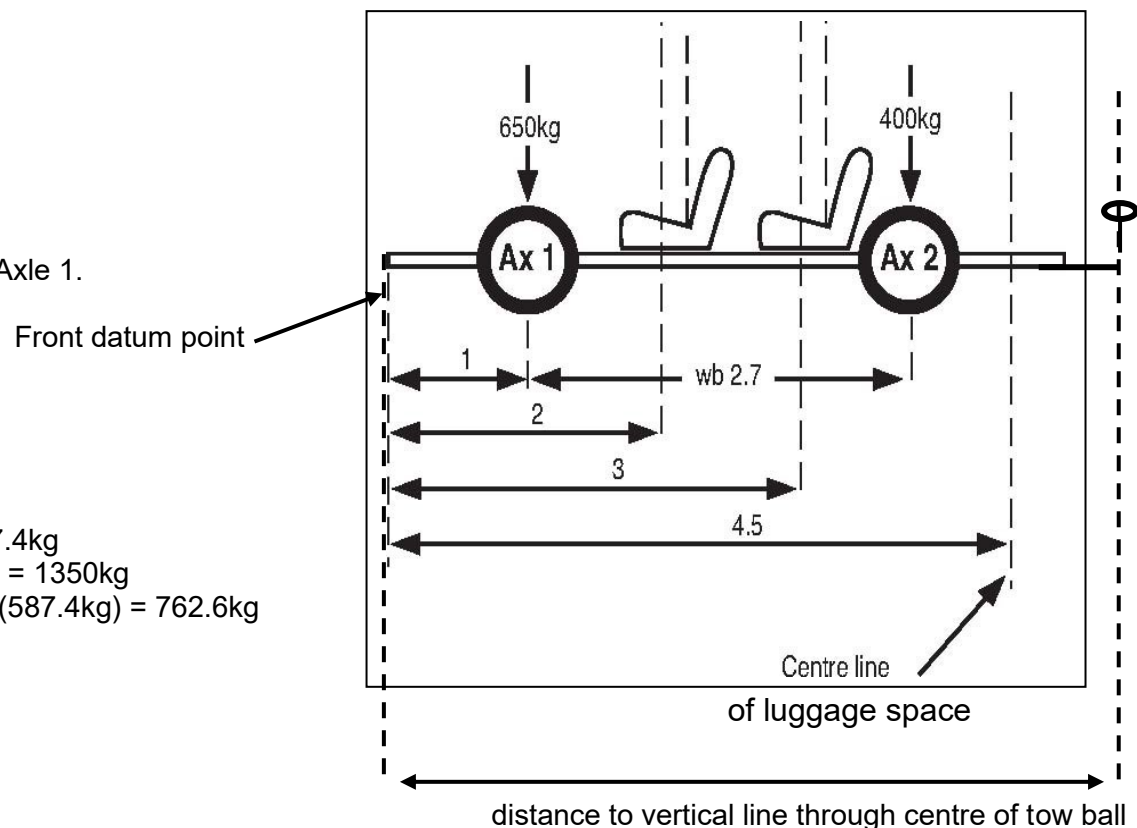 650kg
400kg
Ax 1
Ax 2
Axle 1.
Front datum point
1
wb 2.7
2
3
4.5
7.4kg
= 1350kg
(587.4kg) = 762.6kg
Centre line
of luggage space
distance to vertical line through centre of tow ball